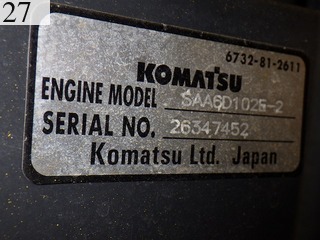 27
6732-81-2611
KOMATSU
ENGINE MODEL SAA6D102E-2
SERIAL NO. 26347452
Komatsu Ltd. Japan